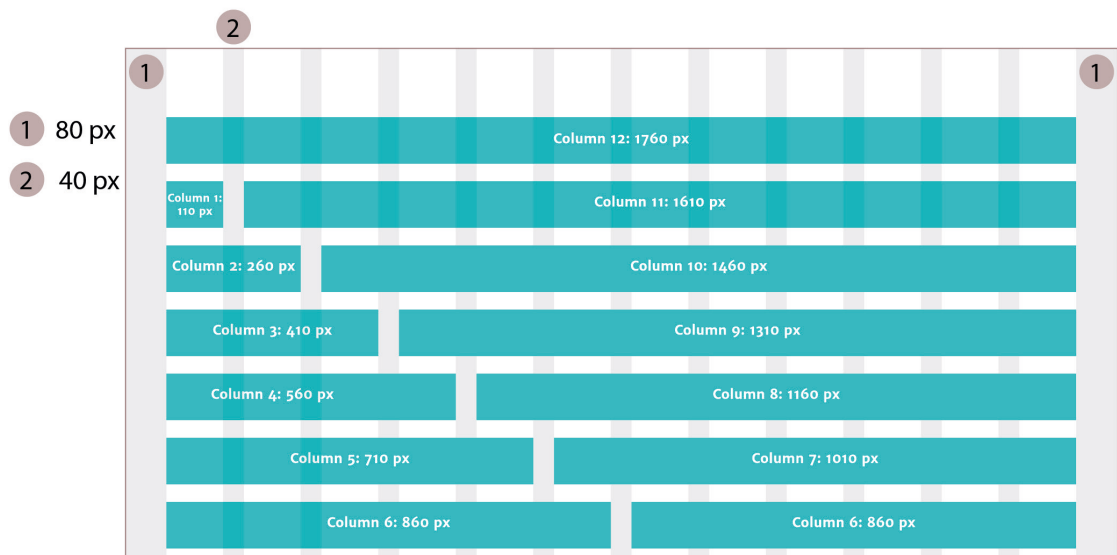 2
1
1
1 80 px
Column 12: 1760 px
2 40 px
Column 1:
110 px
Column 11: 1610 px
Column 2: 260 px
Column 10: 1460 px
Column 3: 410 px
Column 9: 1310 px
Column 4: 560 px
Column 8: 1160 px
Column 5: 710 px
Column 7: 1010 px
Column 6: 860 px
Column 6: 860 px